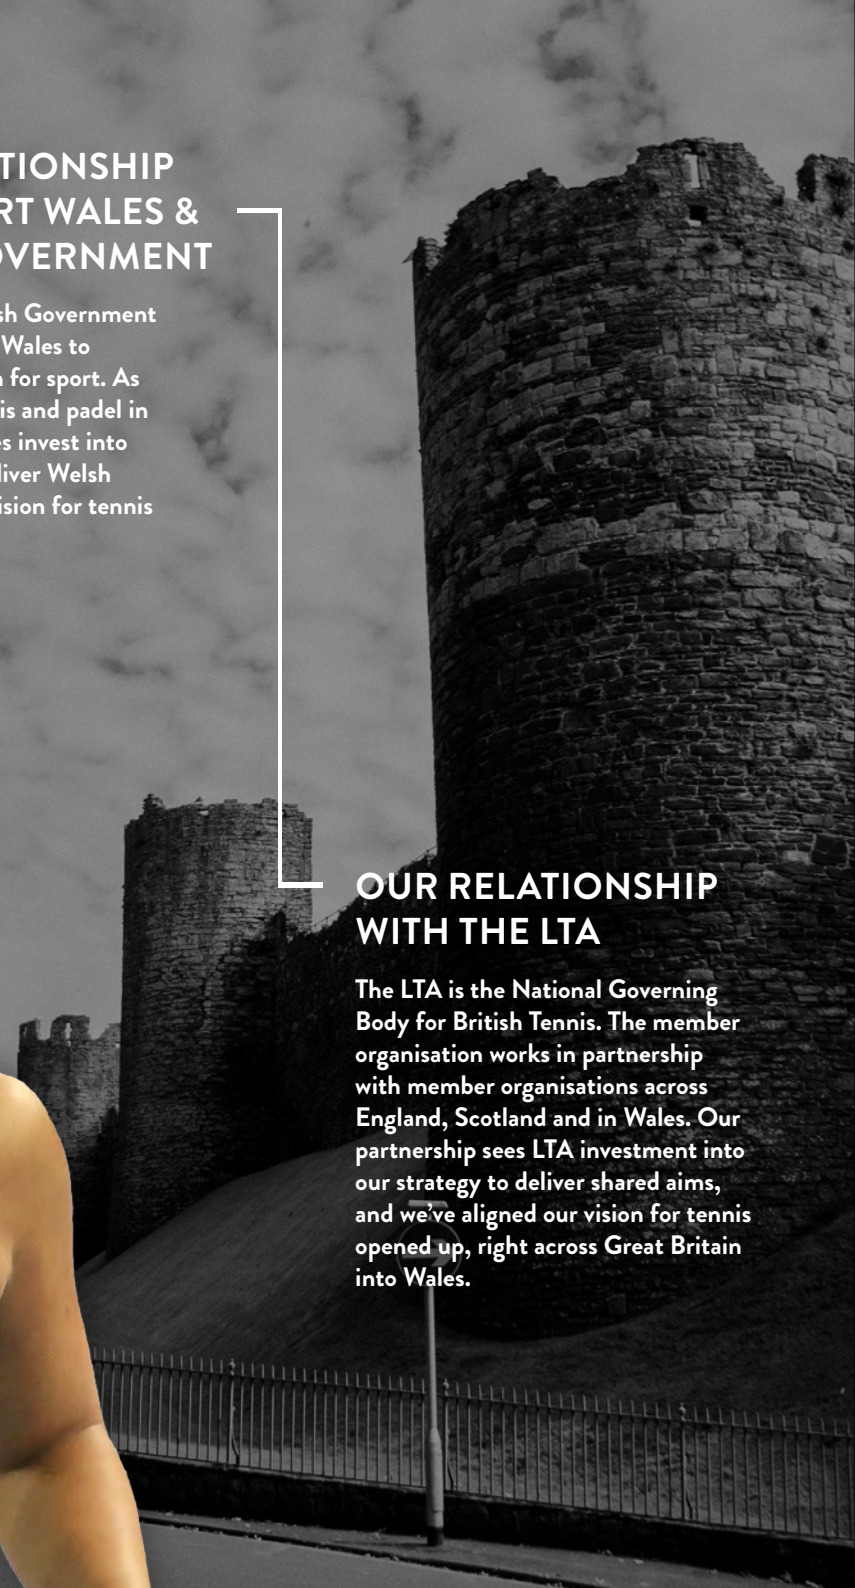 TIONSHIP
RT WALES &
OVERNMENT
sh Government
Wales to
for sport. As
is and padel in
es invest into
liver Welsh
ision for tennis
OUR RELATIONSHIP
WITH THE LTA
The LTA is the National Governing
Body for British Tennis. The member
organisation works in partnership
with member organisations across
England, Scotland and in Wales. Our
partnership sees LTA investment into
our strategy to deliver shared aims,
and we’ve aligned our vision for tennis
opened up, right across Great Britain
into Wales.